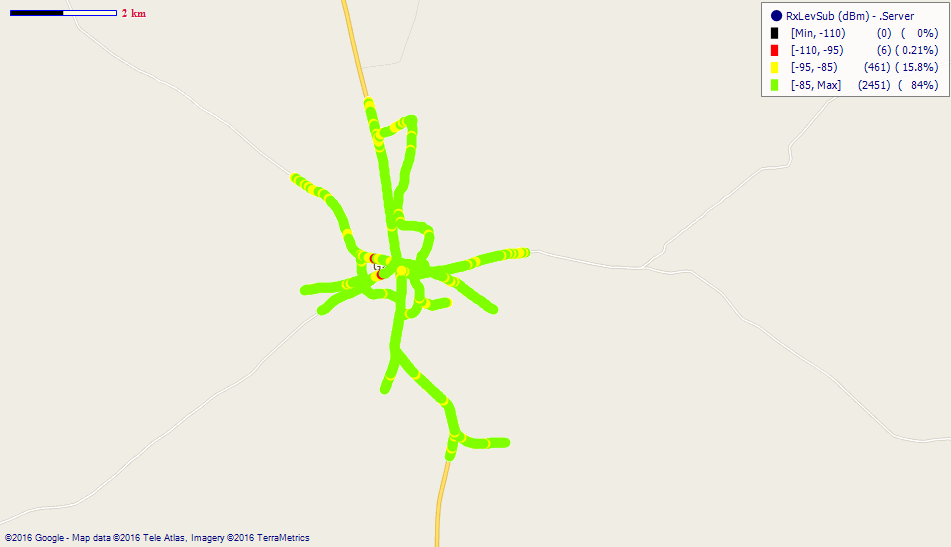 2 km
RxLevSub (dBm) - .Server
[Min, -110) (0) ( 0%)
[-110, -95) (6) ( 0.21%)
[-95, -85) (461) ( 15.8%)
[-85, Max] (2451) ( 84%)
©2016 Google - Map data ©2016 Tele Atlas, Imagery ©2016 TerraMetrics